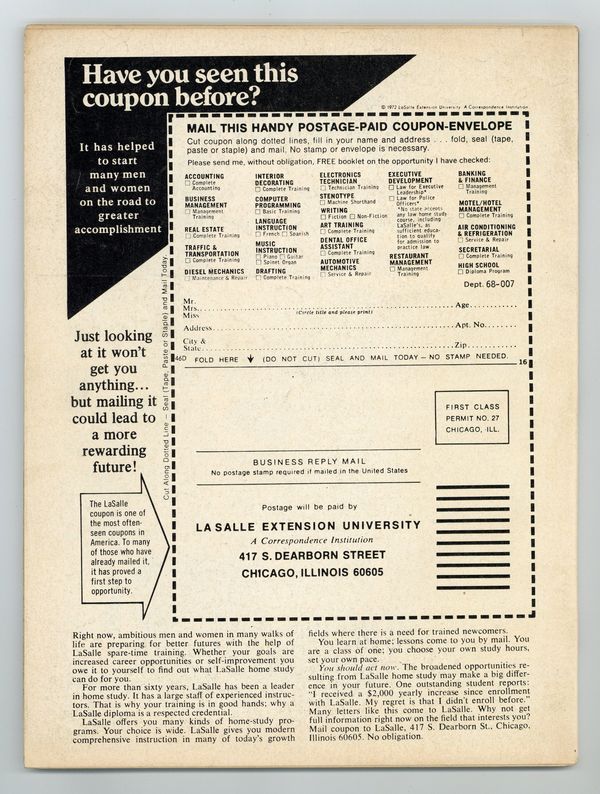 Have you seen this
coupon before?
© 1972 LaSalle Extension University A Correspondence Institution
It has helped
to start
many men
and women
on the road to
greater
accomplishment
MAIL THIS HANDY POSTAGE-PAID COUPON-ENVELOPE
Cut coupon along dotted lines, fill in your name and address . . . fold, seal (tape,
paste or staple) and mail. No stamp or envelope is necessary.
Please send me, without obligation, FREE booklet on the opportunity I have checked:
ACCOUNTING
☐ Complete
Accounting
BUSINESS
MANAGEMENT
☐ Management
Training
REAL ESTATE
☐ Complete Training
TRAFFIC &
TRANSPORTATION
☐ Complete Training
DIESEL MECHANICS
☐ Maintenance & Repair
INTERIOR
DECORATING
☐ Complete Training
COMPUTER
PROGRAMMING
☐ Basic Training
LANGUAGE
INSTRUCTION
☐ French ☐ Spanish
MUSIC
INSTRUCTION
☐ Piano ☐ Guitar
☐ Spinet Organ
DRAFTING
☐ Complete Training
ELECTRONICS
TECHNICIAN
☐ Technician Training
STENOTYPE
☐ Machine Shorthand
WRITING
☐ Fiction ☐ Non-Fiction
ART TRAINING
☐ Complete Training
DENTAL OFFICE
ASSISTANT
☐ Complete Training
AUTOMOTIVE
MECHANICS
☐ Service & Repair
EXECUTIVE
DEVELOPMENT
☐ Law for Executive
Leadership*
☐ Law for Police
Officers*
*No state accepts
any law home study
course, including
LaSalle's, as
sufficient educa-
tion to qualify
for admission to
practice law.
RESTAURANT
MANAGEMENT
☐ Management
Training
BANKING
& FINANCE
☐ Management
Training
MOTEL/HOTEL
MANAGEMENT
☐ Complete Training
AIR CONDITIONING
& REFRIGERATION
☐ Service & Repair
SECRETARIAL
☐ Complete Training
HIGH SCHOOL
☐ Diploma Program
Dept. 68-007
Mr.
Mrs.
Miss
Age
(Circle title and please print)
Address
Apt. No.
City &
State
Zip
46D FOLD HERE (DO NOT CUT) SEAL AND MAIL TODAY – NO STAMP NEEDED. 16
Cut Along Dotted Line – Seal (Tape, Paste or Staple) and Mail Today
Just looking
at it won't
get you
anything...
but mailing it
could lead to
a more
rewarding
future!
FIRST CLASS
PERMIT NO. 27
CHICAGO, ILL.
BUSINESS REPLY MAIL
No postage stamp required if mailed in the United States
Postage will be paid by
LA SALLE EXTENSION UNIVERSITY
A Correspondence Institution
417 S. DEARBORN STREET
CHICAGO, ILLINOIS 60605
The LaSalle
coupon is one of
the most often-
seen coupons in
America. To many
of those who have
already mailed it,
it has proved a
first step to
opportunity.
Right now, ambitious men and women in many walks of
life are preparing for better futures with the help of
LaSalle spare-time training. Whether your goals are
increased career opportunities or self-improvement you
owe it to yourself to find out what LaSalle home study
can do for you.
For more than sixty years, LaSalle has been a leader
in home study. It has a large staff of experienced instruc-
tors. That is why your training is in good hands; why a
LaSalle diploma is a respected credential.
LaSalle offers you many kinds of home-study pro-
grams. Your choice is wide. LaSalle gives you modern
comprehensive instruction in many of today's growth
fields where there is a need for trained newcomers.
You learn at home; lessons come to you by mail. You
are a class of one; you choose your own study hours,
set your own pace.
You should act now. The broadened opportunities re-
sulting from LaSalle home study may make a big differ-
ence in your future. One outstanding student reports:
"I received a $2,000 yearly increase since enrollment
with LaSalle. My regret is that I didn't enroll before."
Many letters like this come to LaSalle. Why not get
full information right now on the field that interests you?
Mail coupon to LaSalle, 417 S. Dearborn St., Chicago,
Illinois 60605. No obligation.